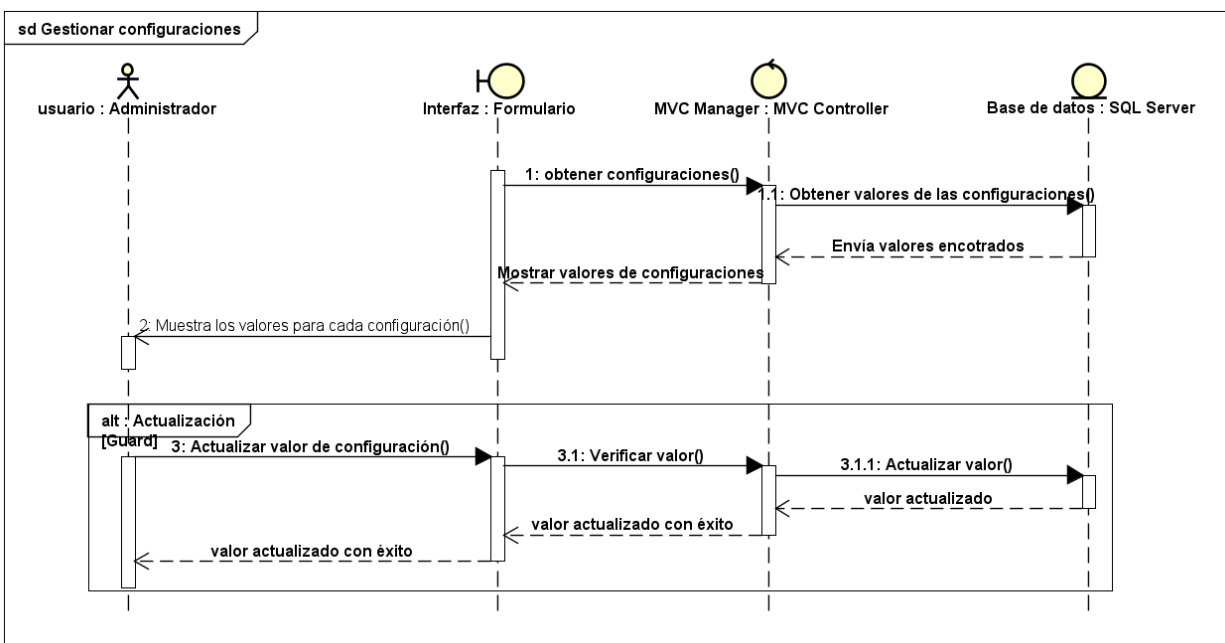 sd Gestionar configuraciones
usuario : Administrador
Interfaz : Formulario
MVC Manager : MVC Controller
Base de datos : SQL Server
1: obtener configuraciones()
1.1: Obtener valores de las configuraciones()
Envía valores encotrados
Mostrar valores de configuraciones
2: Muestra los valores para cada configuración()
alt : Actualización
[Guard]
3: Actualizar valor de configuración()
3.1: Verificar valor()
3.1.1: Actualizar valor()
valor actualizado
valor actualizado con éxito
valor actualizado con éxito